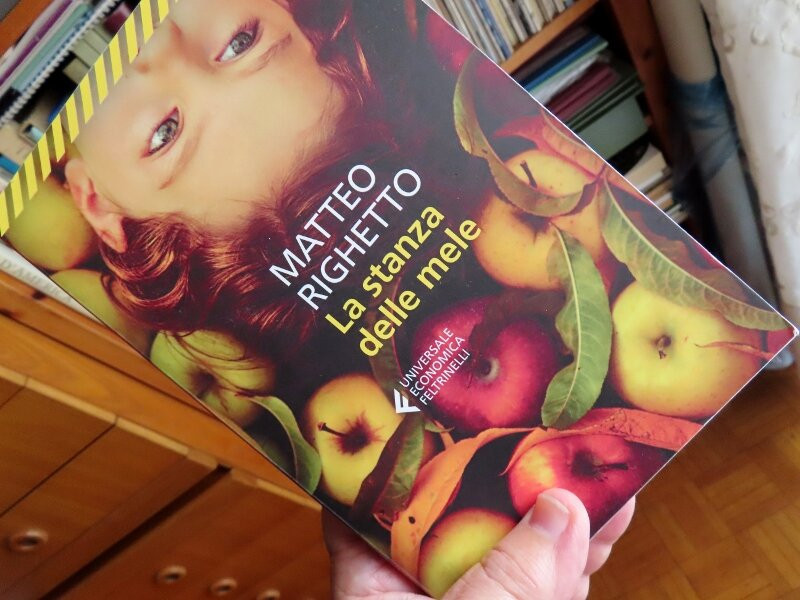 MATTEO
RIGHETTO
La stanza
delle mele
UNIVERSALE
ECONOMICA
FELTRINELLI